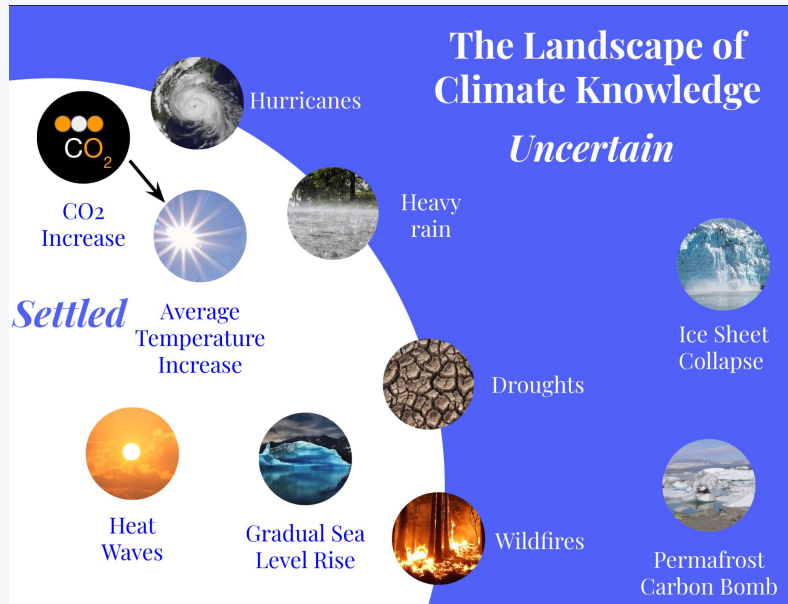 The Landscape of
Climate Knowledge
Uncertain
Hurricanes
CO2
CO2
Increase
Heavy
rain
Settled
Average
Temperature
Increase
Ice Sheet
Collapse
Droughts
Heat
Waves
Gradual Sea
Level Rise
Wildfires
Permafrost
Carbon Bomb